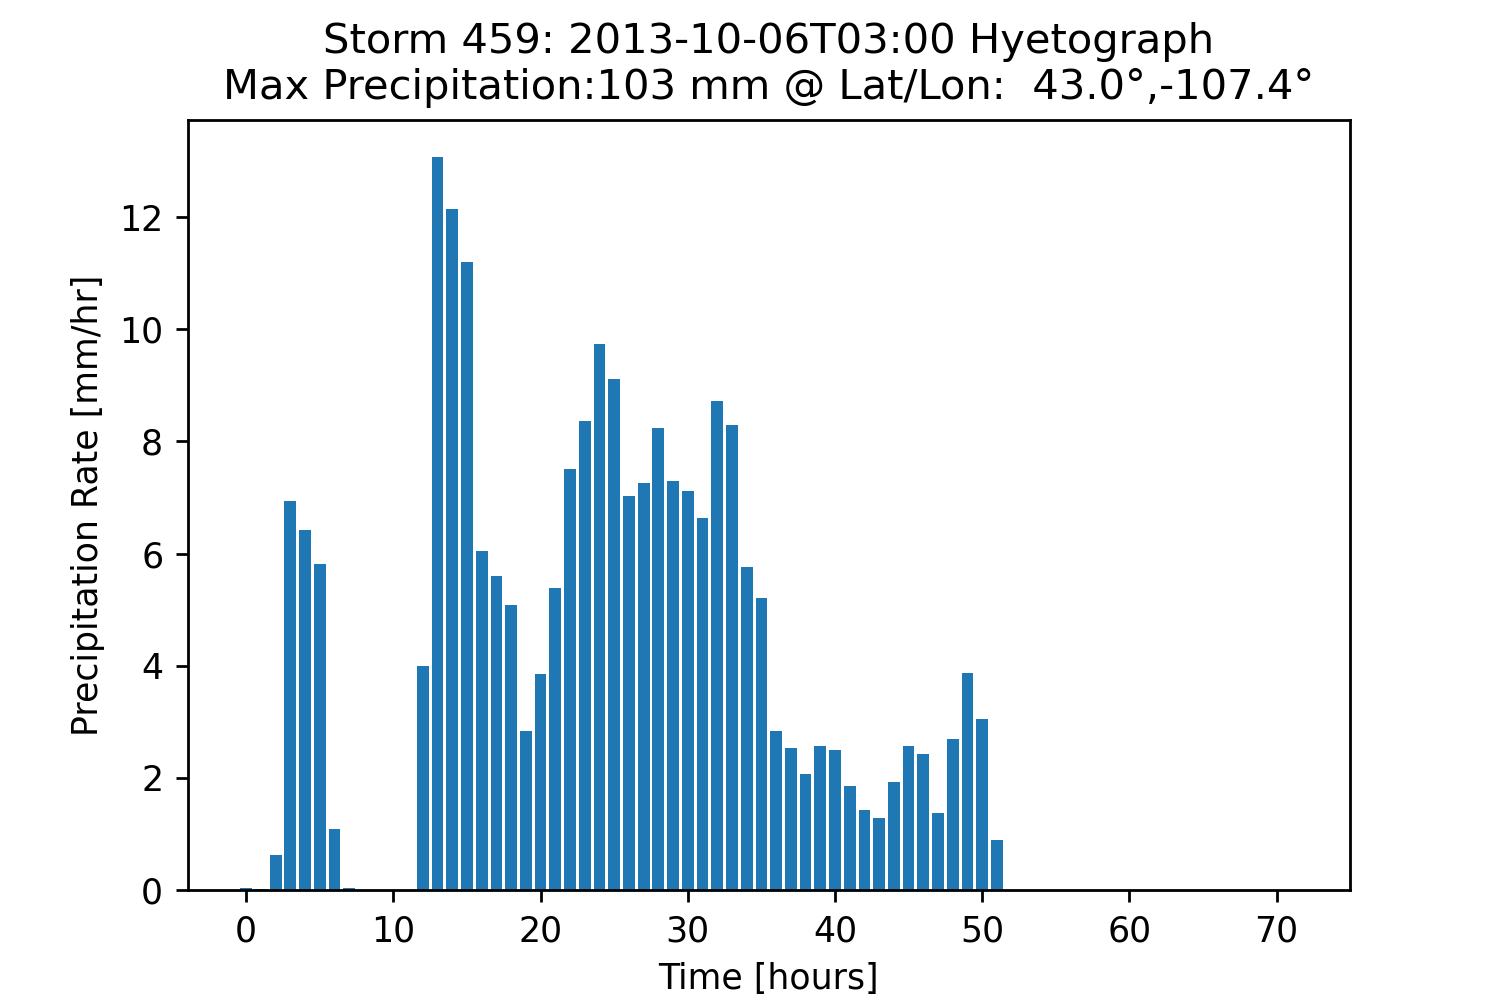 Storm 459: 2013-10-06T03:00 Hyetograph
Max Precipitation:103 mm @ Lat/Lon:  43.0°,-107.4°
Precipitation Rate [mm/hr]
12
10
8
6
4
2
0
0 10 20 30 40 50 60 70
Time [hours]